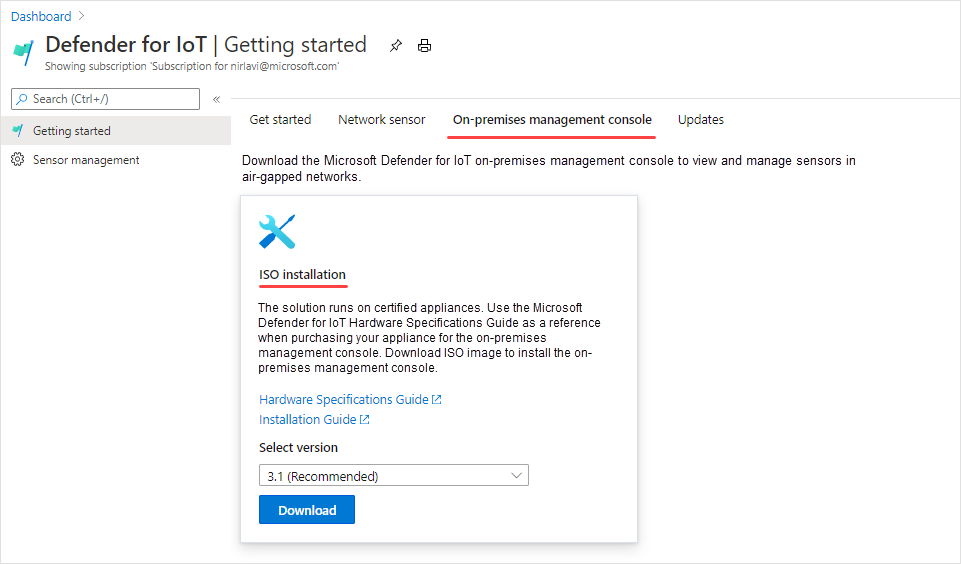 Dashboard
Defender for IoT | Getting started
Showing subscription 'Subscription for nirlavi@microsoft.com'
Search (Ctrl+/)
«
Getting started
Sensor management
Get started
Network sensor
On-premises management console
Updates
Download the Microsoft Defender for IoT on-premises management console to view and manage sensors in
air-gapped networks.
ISO installation
The solution runs on certified appliances. Use the Microsoft
Defender for IoT Hardware Specifications Guide as a reference
when purchasing your appliance for the on-premises
management console. Download ISO image to install the on-
premises management console.
Hardware Specifications Guide
Installation Guide
Select version
3.1 (Recommended)
Download